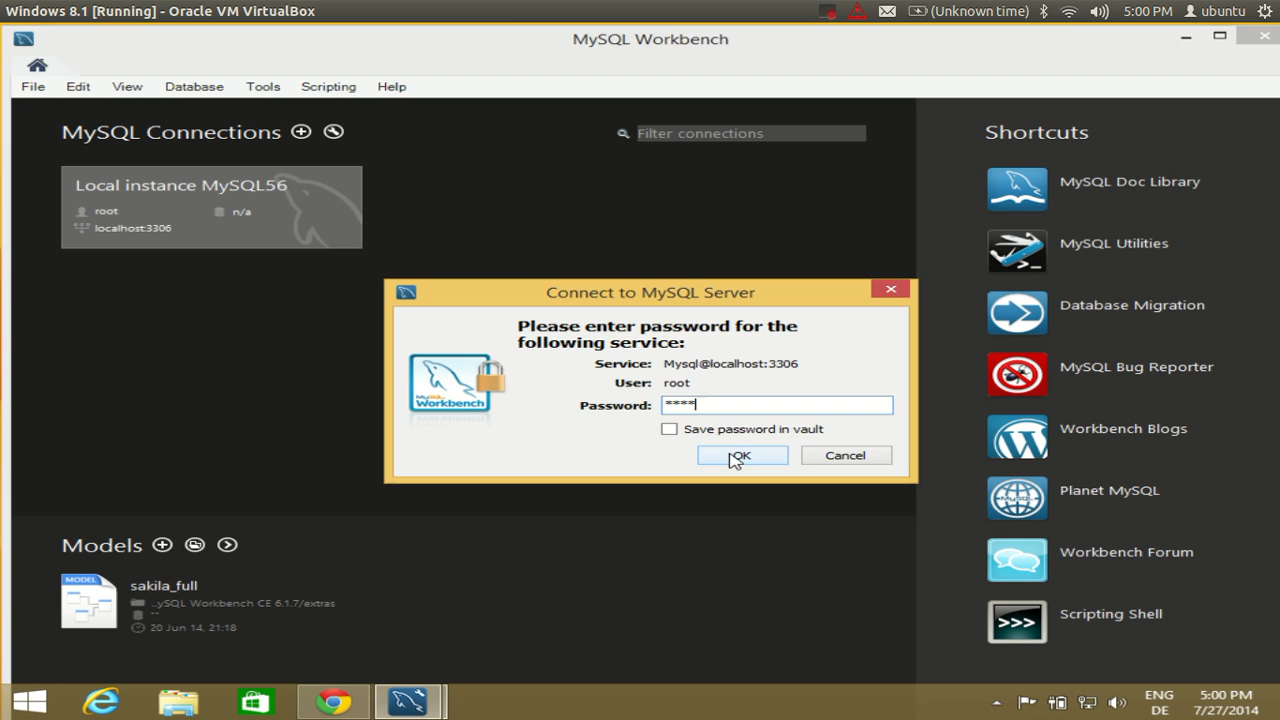 Windows 8.1 [Running] - Oracle VM VirtualBox
(Unknown time)
5:00 PM
ubuntu
MySQL Workbench
File Edit View Database Tools Scripting Help
MySQL Connections
Filter connections
Local instance MySQL56
root
n/a
localhost:3306
Shortcuts
MySQL Doc Library
MySQL Utilities
Database Migration
MySQL Bug Reporter
Workbench Blogs
Planet MySQL
Workbench Forum
Scripting Shell
Connect to MySQL Server
Please enter password for the
following service:
Service: Mysql@localhost:3306
User: root
Password: ****
Save password in vault
OK
Cancel
MySQL
Workbench
Models
MODEL
sakila_full
..ySQL Workbench CE 6.1.7/extras
--
20 Jun 14, 21:18
ENG
DE
5:00 PM
7/27/2014